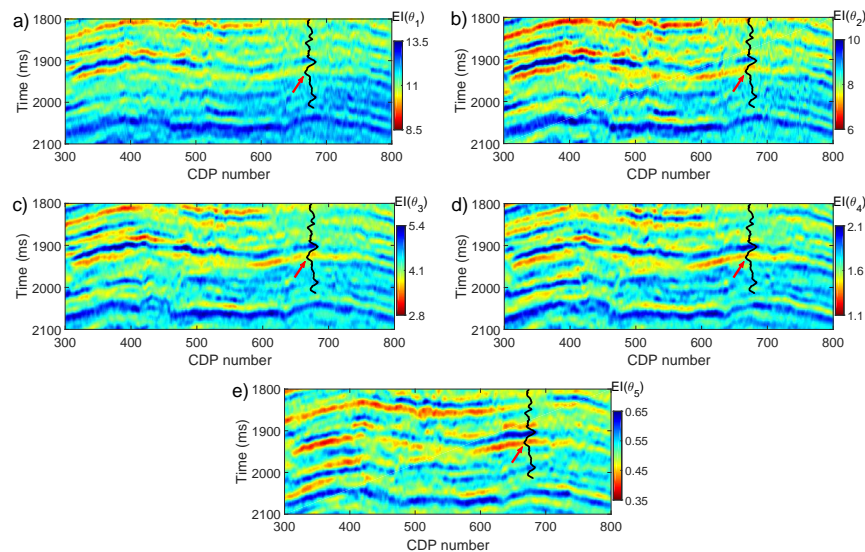 a)
EI(θ1)
1800
1900
2000
2100
Time (ms)
300 400 500 600 700 800
CDP number
13.5
11
8.5
b)
EI(θ2)
1800
1900
2000
2100
Time (ms)
300 400 500 600 700 800
CDP number
10
8
6
c)
EI(θ3)
1800
1900
2000
2100
Time (ms)
300 400 500 600 700 800
CDP number
5.4
4.1
2.8
d)
EI(θ4)
1800
1900
2000
2100
Time (ms)
300 400 500 600 700 800
CDP number
2.1
1.6
1.1
e)
EI(θ5)
1800
1900
2000
2100
Time (ms)
300 400 500 600 700 800
CDP number
0.65
0.55
0.45
0.35